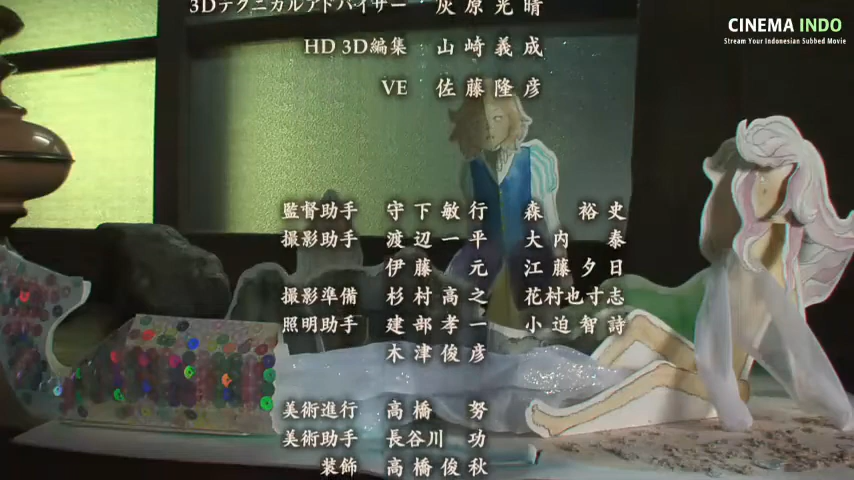 3Dテクニカルアドバイザー 灰原光晴
CINEMA INDO
Stream Your Indonesian Subbed Movie
HD 3D編集 山崎義成
VE 佐藤隆彦
監督助手 守下敏行 森 裕史
撮影助手 渡辺一平 大内 泰
伊藤 元 江藤夕日
撮影準備 杉村高之 花村也寸志
照明助手 建部孝一 小迫智詩
木津俊彦
美術進行 高橋 努
美術助手 長谷川 功
装飾 高橋俊秋